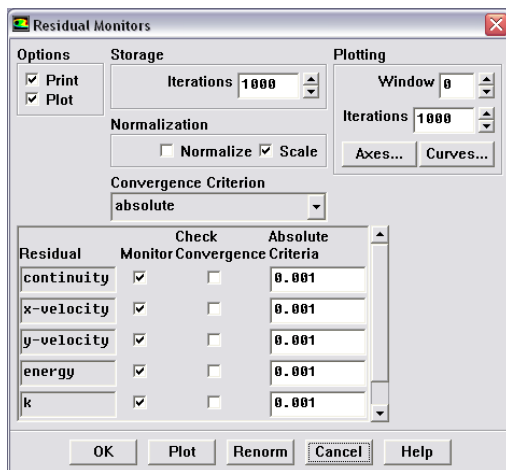 Residual Monitors
Options
Print
Plot
Storage
Iterations 1000
Normalization
Normalize Scale
Convergence Criterion
absolute
Plotting
Window 0
Iterations 1000
Axes... Curves...
Residual Monitor Check Convergence Absolute Criteria
continuity 0.001
x-velocity 0.001
y-velocity 0.001
energy 0.001
k 0.001
OK Plot Renorm Cancel Help